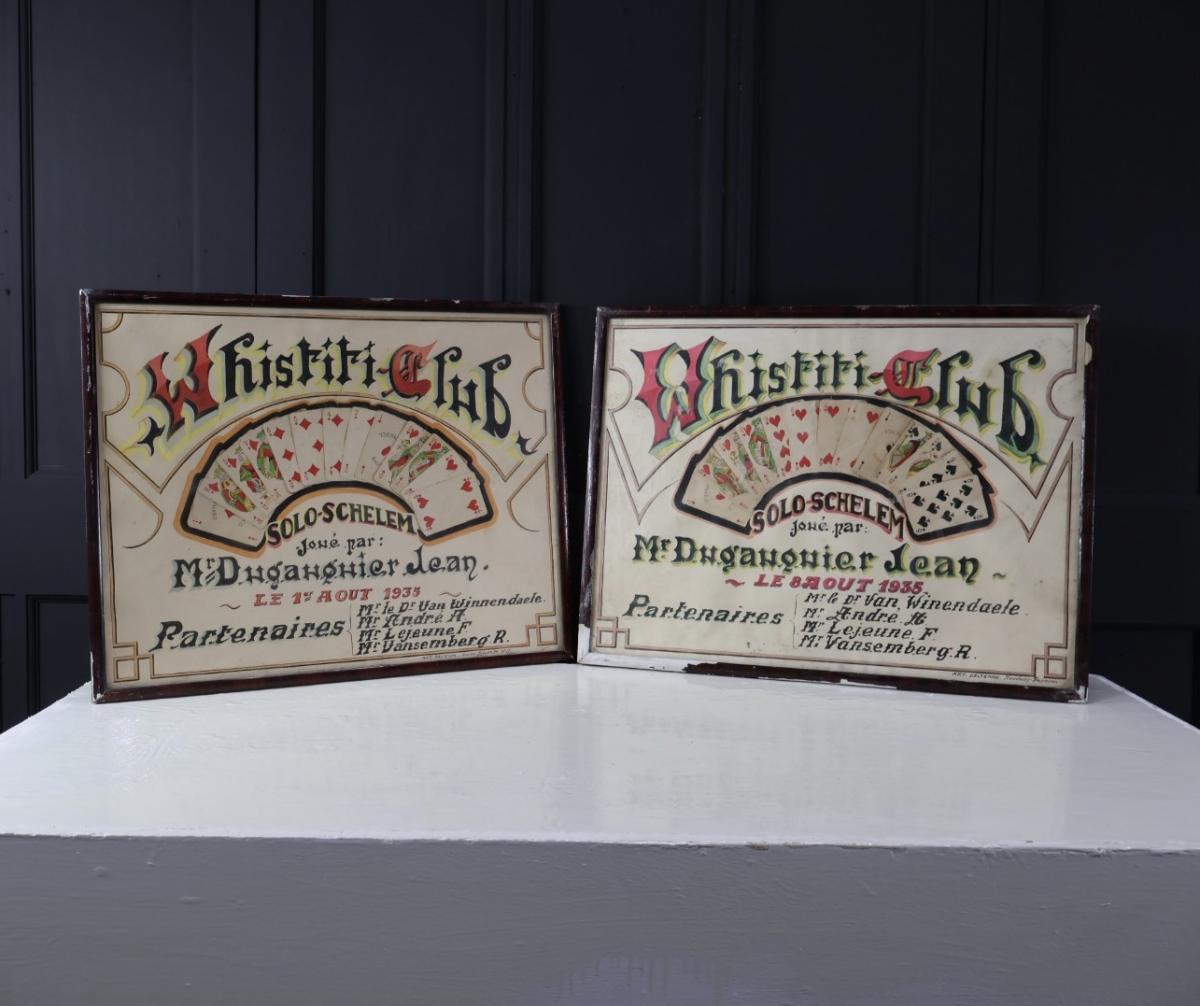 Whistiti-Club
SOLO-SCHELEM
Joué par:
Mr Dugauquier Jean.
~ LE 1er AOUT 1935 ~
Partenaires
Mr le Dr Van Winnendaele.
Mr André A.
Mr Lejeune F.
Mr Vansemberg R.
Whistiti-Club
SOLO-SCHELEM
Joué par:
Mr Dugauquier Jean ~
~ LE 8 AOUT 1935
Partenaires
Mr le Dr Van Winendaele.
Mr André
Mr Lejeune F.
Mr Vansemberg R.